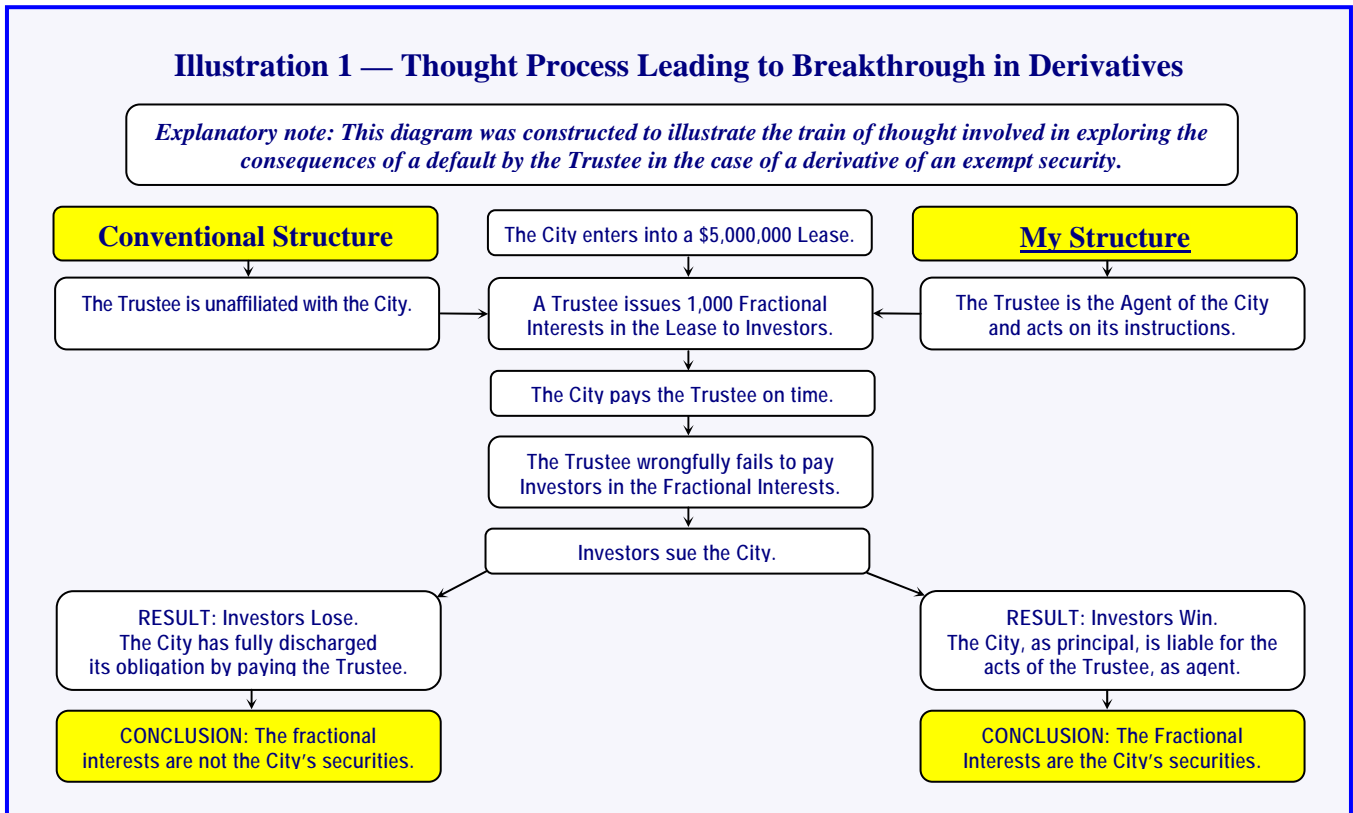 Illustration 1 — Thought Process Leading to Breakthrough in Derivatives
Explanatory note: This diagram was constructed to illustrate the train of thought involved in exploring the
consequences of a default by the Trustee in the case of a derivative of an exempt security.
Conventional Structure
The City enters into a $5,000,000 Lease.
My Structure
The Trustee is unaffiliated with the City.
A Trustee issues 1,000 Fractional
Interests in the Lease to Investors.
The Trustee is the Agent of the City
and acts on its instructions.
The City pays the Trustee on time.
The Trustee wrongfully fails to pay
Investors in the Fractional Interests.
Investors sue the City.
RESULT: Investors Lose.
The City has fully discharged
its obligation by paying the Trustee.
RESULT: Investors Win.
The City, as principal, is liable for the
acts of the Trustee, as agent.
CONCLUSION: The fractional
interests are not the City's securities.
CONCLUSION: The Fractional
Interests are the City's securities.